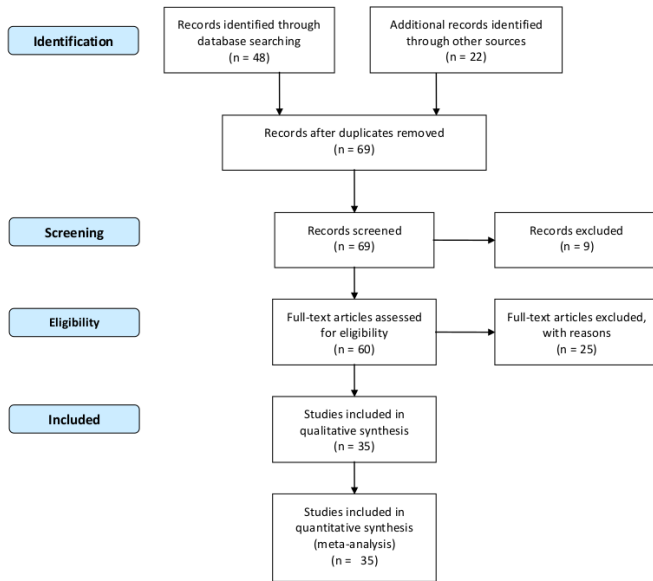 Identification
Records identified through
database searching
(n = 48)
Additional records identified
through other sources
(n = 22)
Records after duplicates removed
(n = 69)
Screening
Records screened
(n = 69)
Records excluded
(n = 9)
Eligibility
Full-text articles assessed
for eligibility
(n = 60)
Full-text articles excluded,
with reasons
(n = 25)
Included
Studies included in
qualitative synthesis
(n = 35)
Studies included in
quantitative synthesis
(meta-analysis)
(n = 35)